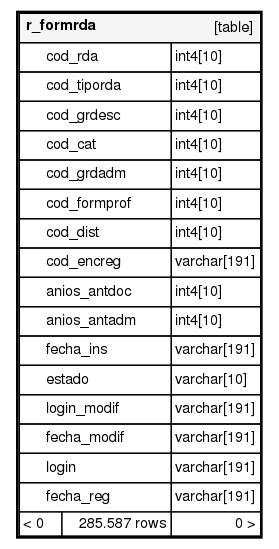 r_formrda [table]
cod_rda int4[10]
cod_tiporda int4[10]
cod_grdesc int4[10]
cod_cat int4[10]
cod_grdadm int4[10]
cod_formprof int4[10]
cod_dist int4[10]
cod_encreg varchar[191]
anios_antdoc int4[10]
anios_antadm int4[10]
fecha_ins varchar[191]
estado varchar[10]
login_modif varchar[191]
fecha_modif varchar[191]
login varchar[191]
fecha_reg varchar[191]
< 0 285.587 rows 0 >